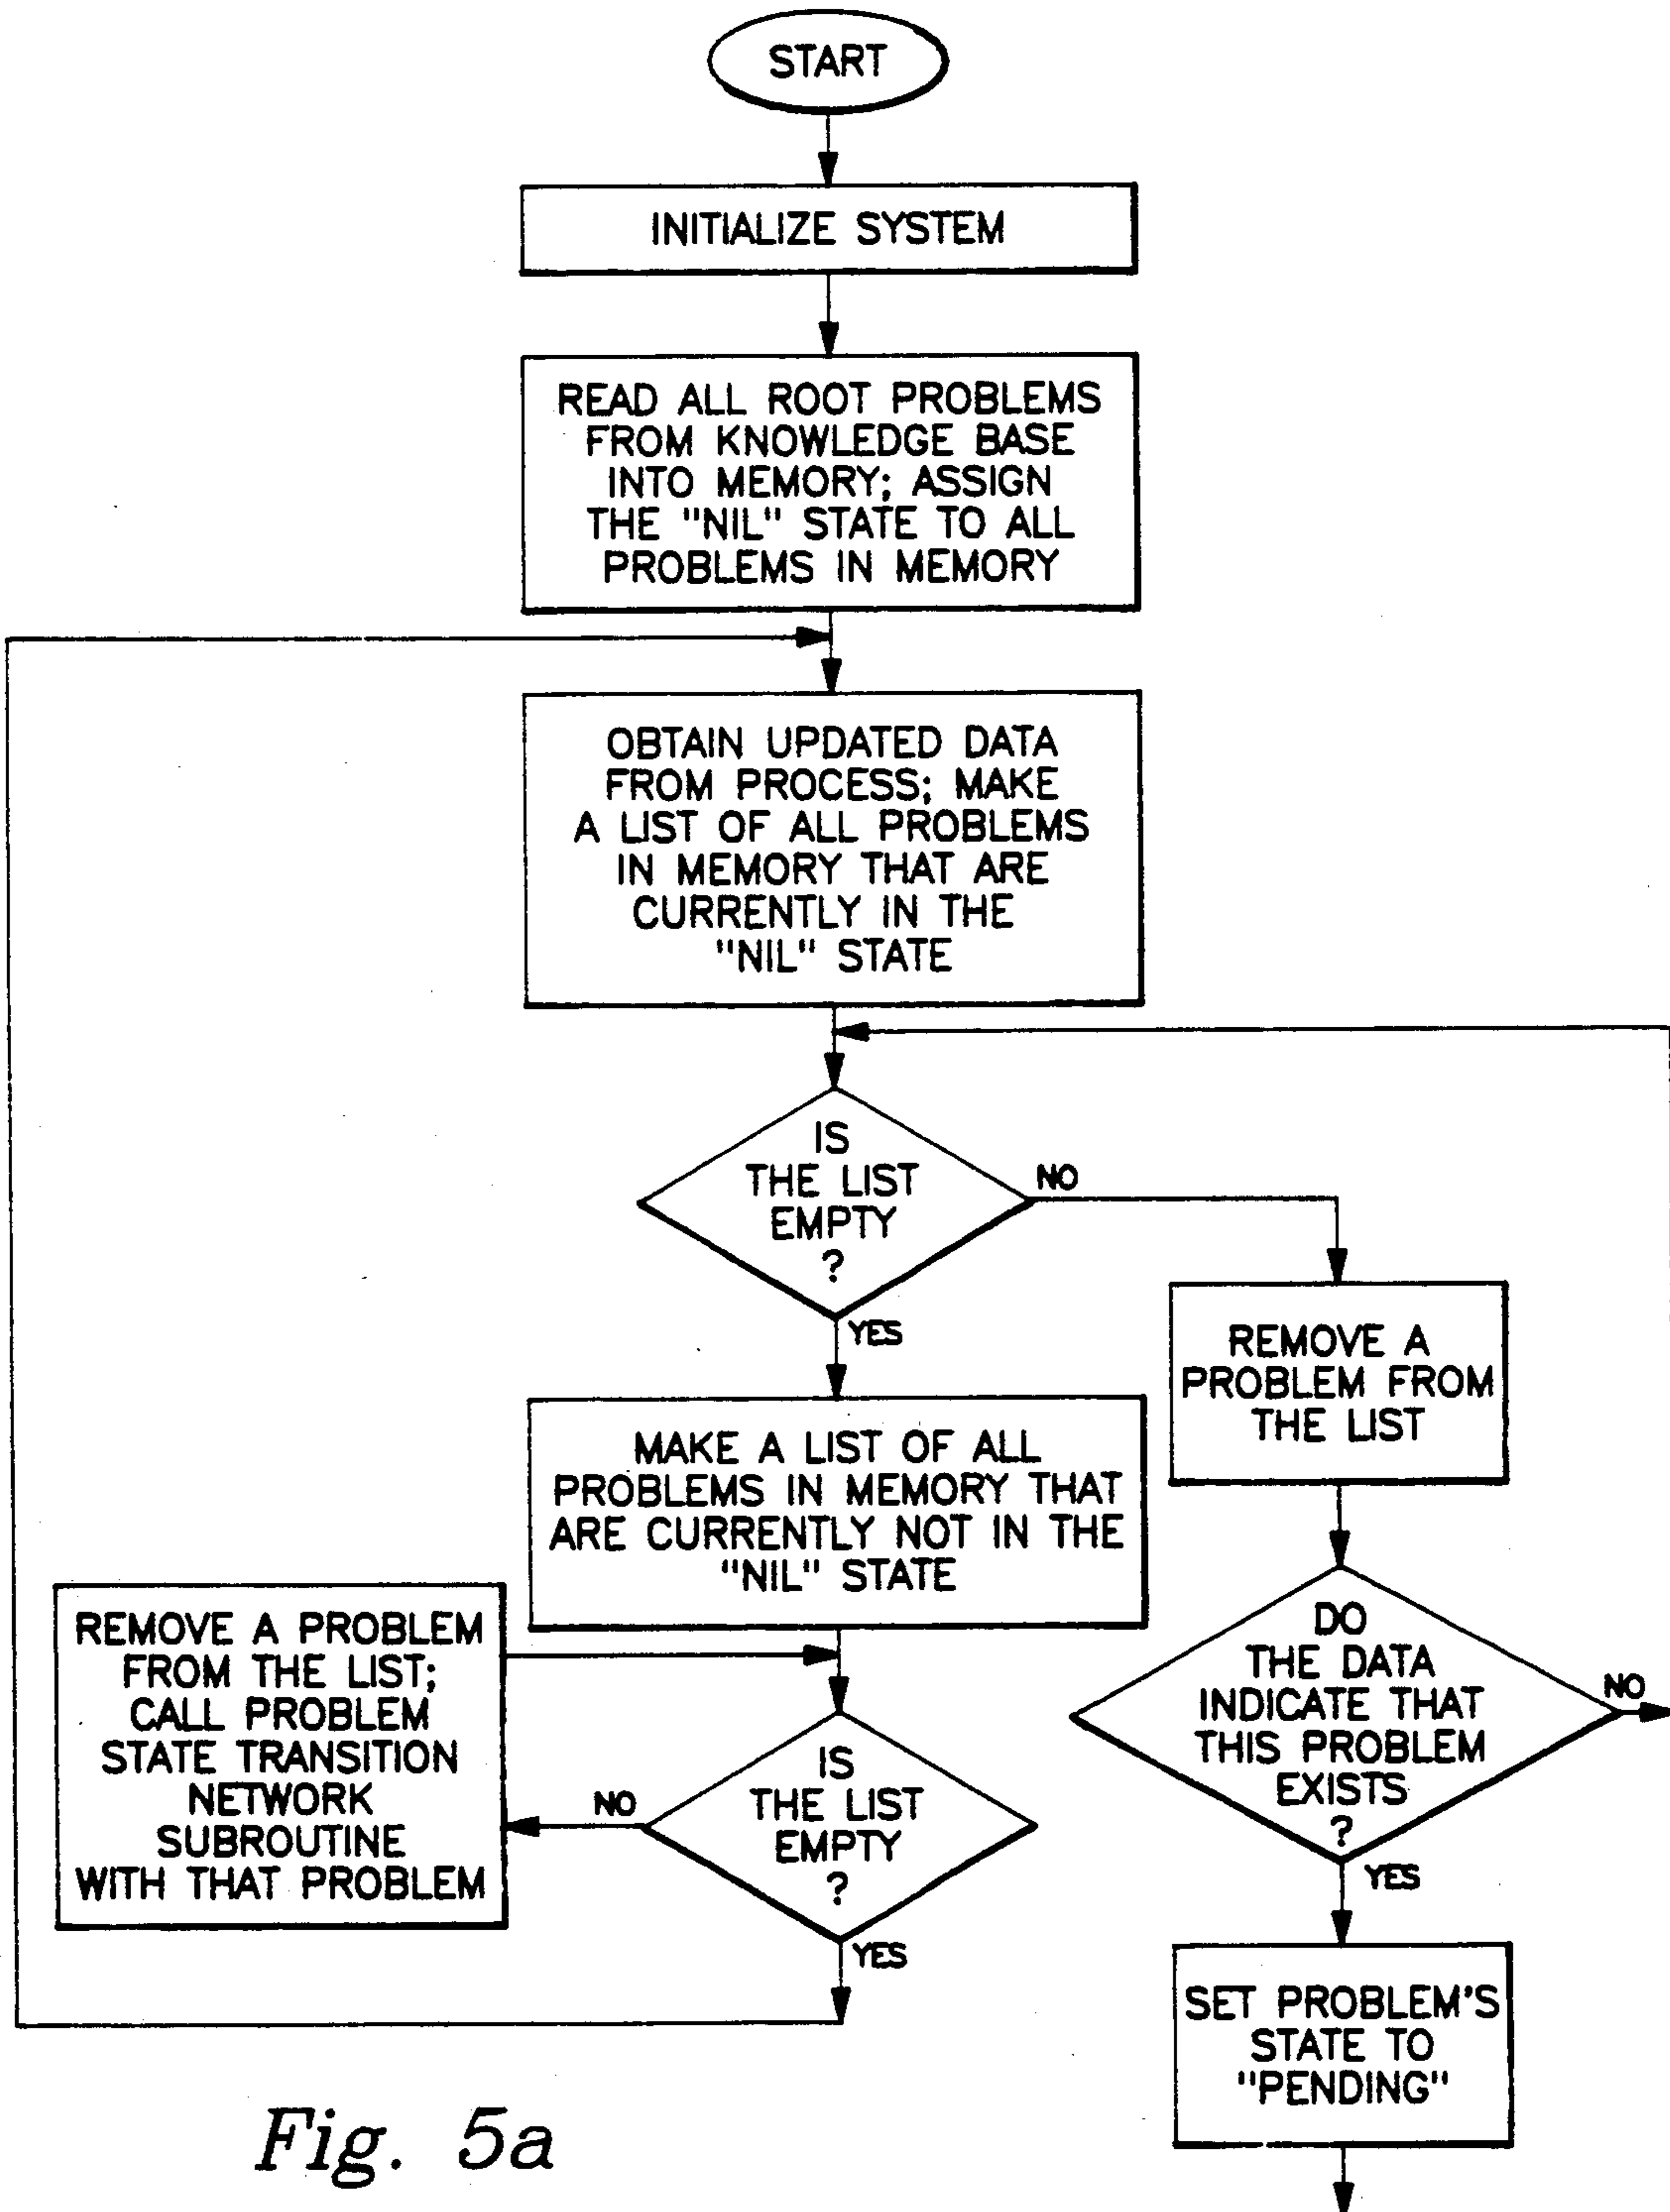 START
INITIALIZE SYSTEM
READ ALL ROOT PROBLEMS
FROM KNOWLEDGE BASE
INTO MEMORY; ASSIGN
THE "NIL" STATE TO ALL
PROBLEMS IN MEMORY
OBTAIN UPDATED DATA
FROM PROCESS; MAKE
A LIST OF ALL PROBLEMS
IN MEMORY THAT ARE
CURRENTLY IN THE
"NIL" STATE
IS
THE LIST
EMPTY
?
NO
YES
REMOVE A
PROBLEM FROM
THE LIST
MAKE A LIST OF ALL
PROBLEMS IN MEMORY THAT
ARE CURRENTLY NOT IN THE
"NIL" STATE
REMOVE A PROBLEM
FROM THE LIST;
CALL PROBLEM
STATE TRANSITION
NETWORK
SUBROUTINE
WITH THAT PROBLEM
NO
IS
THE LIST
EMPTY
?
YES
DO
THE DATA
INDICATE THAT
THIS PROBLEM
EXISTS
?
NO
YES
SET PROBLEM'S
STATE TO
"PENDING"
Fig. 5a